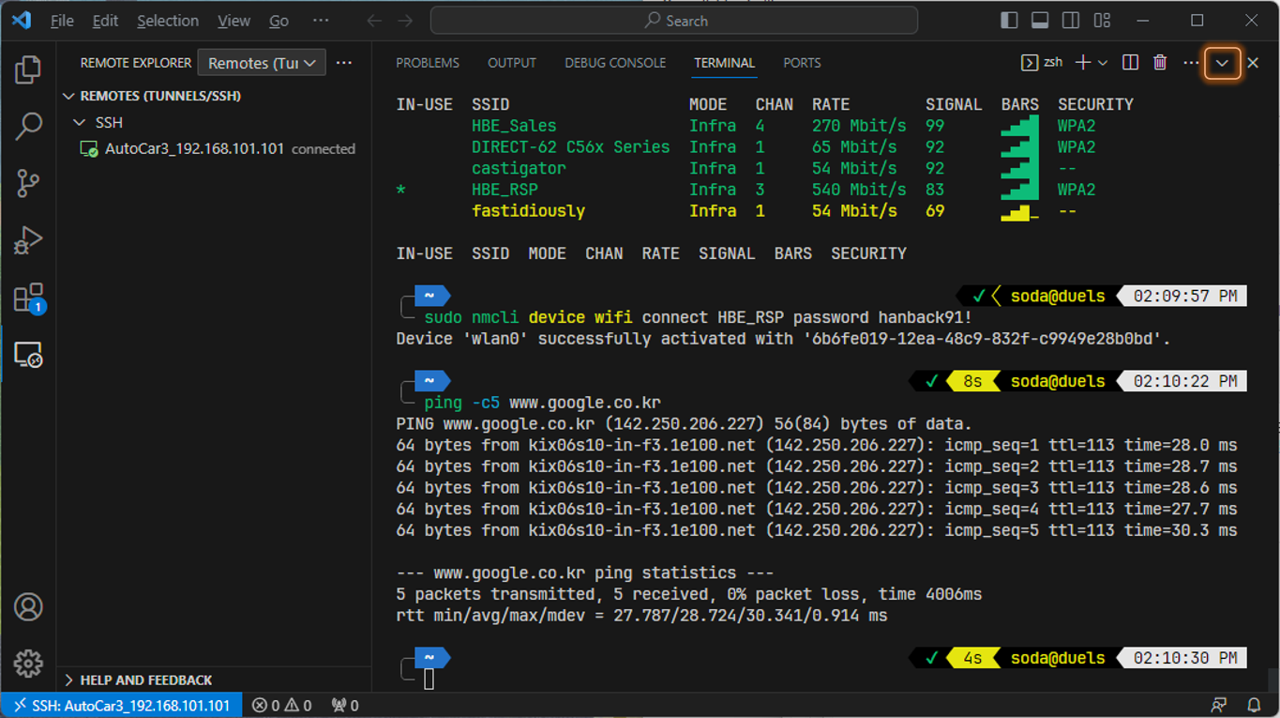 File Edit Selection View Go ··· Search
REMOTE EXPLORER Remotes (Tur ··· PROBLEMS OUTPUT DEBUG CONSOLE TERMINAL PORTS zsh ···
REMOTES (TUNNELS/SSH)
SSH
AutoCar3_192.168.101.101 connected
IN-USE SSID MODE CHAN RATE SIGNAL BARS SECURITY
HBE_Sales Infra 4 270 Mbit/s 99 WPA2
DIRECT-62 C56x Series Infra 1 65 Mbit/s 92 WPA2
castigator Infra 1 54 Mbit/s 92 --
* HBE_RSP Infra 3 540 Mbit/s 83 WPA2
fastidiously Infra 1 54 Mbit/s 69 --
IN-USE SSID MODE CHAN RATE SIGNAL BARS SECURITY
~ ✓ soda@duels 02:09:57 PM
sudo nmcli device wifi connect HBE_RSP password hanback91!
Device 'wlan0' successfully activated with '6b6fe019-12ea-48c9-832f-c9949e28b0bd'.
~ ✓ 8s soda@duels 02:10:22 PM
ping -c5 www.google.co.kr
PING www.google.co.kr (142.250.206.227) 56(84) bytes of data.
64 bytes from kix06s10-in-f3.1e100.net (142.250.206.227): icmp_seq=1 ttl=113 time=28.0 ms
64 bytes from kix06s10-in-f3.1e100.net (142.250.206.227): icmp_seq=2 ttl=113 time=28.7 ms
64 bytes from kix06s10-in-f3.1e100.net (142.250.206.227): icmp_seq=3 ttl=113 time=28.6 ms
64 bytes from kix06s10-in-f3.1e100.net (142.250.206.227): icmp_seq=4 ttl=113 time=27.7 ms
64 bytes from kix06s10-in-f3.1e100.net (142.250.206.227): icmp_seq=5 ttl=113 time=30.3 ms
--- www.google.co.kr ping statistics ---
5 packets transmitted, 5 received, 0% packet loss, time 4006ms
rtt min/avg/max/mdev = 27.787/28.724/30.341/0.914 ms
~ ✓ 4s soda@duels 02:10:30 PM
1
HELP AND FEEDBACK
SSH: AutoCar3_192.168.101.101 0 0 0